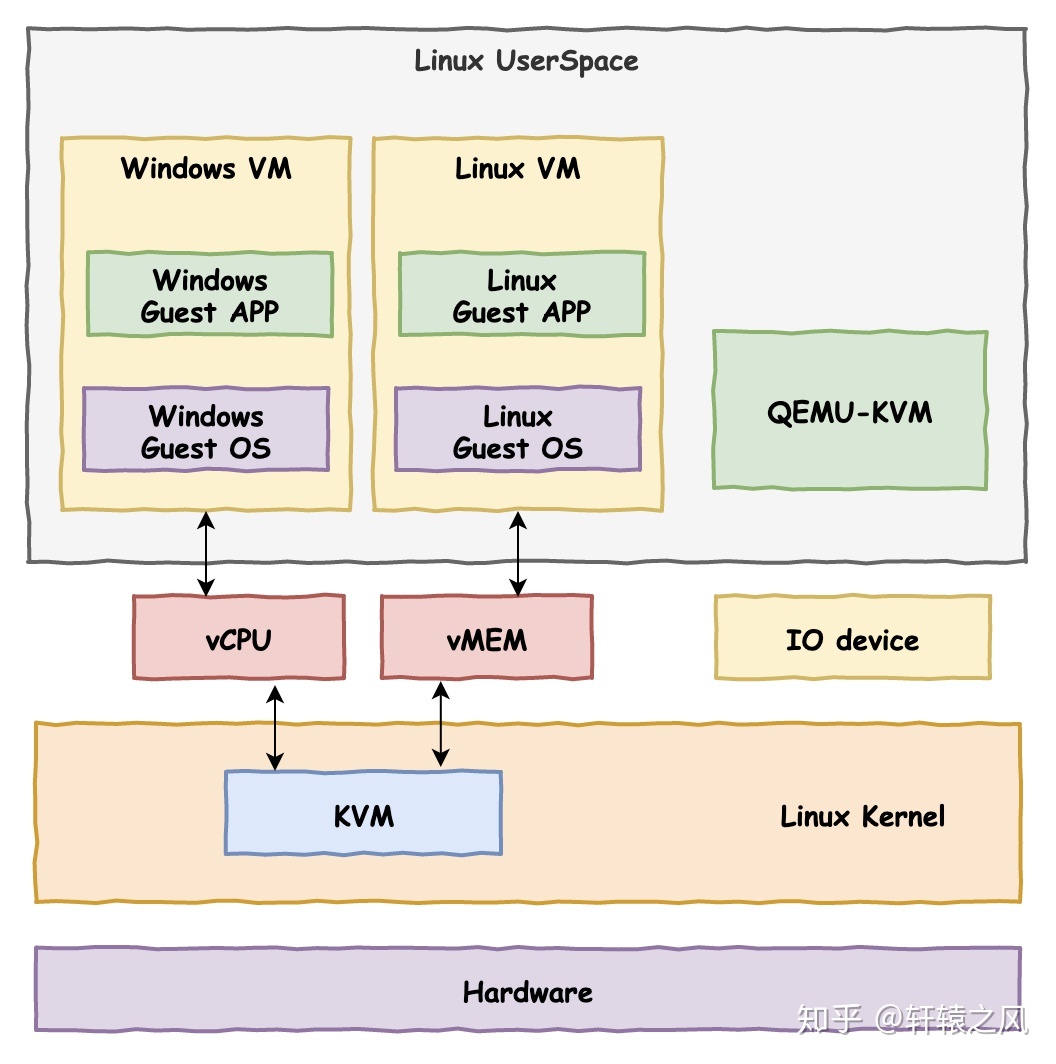 Linux UserSpace
Windows VM
Windows
Guest APP
Windows
Guest OS
Linux VM
Linux
Guest APP
Linux
Guest OS
QEMU-KVM
vCPU
vMEM
IO device
KVM
Linux Kernel
Hardware
知乎 @轩辕之风